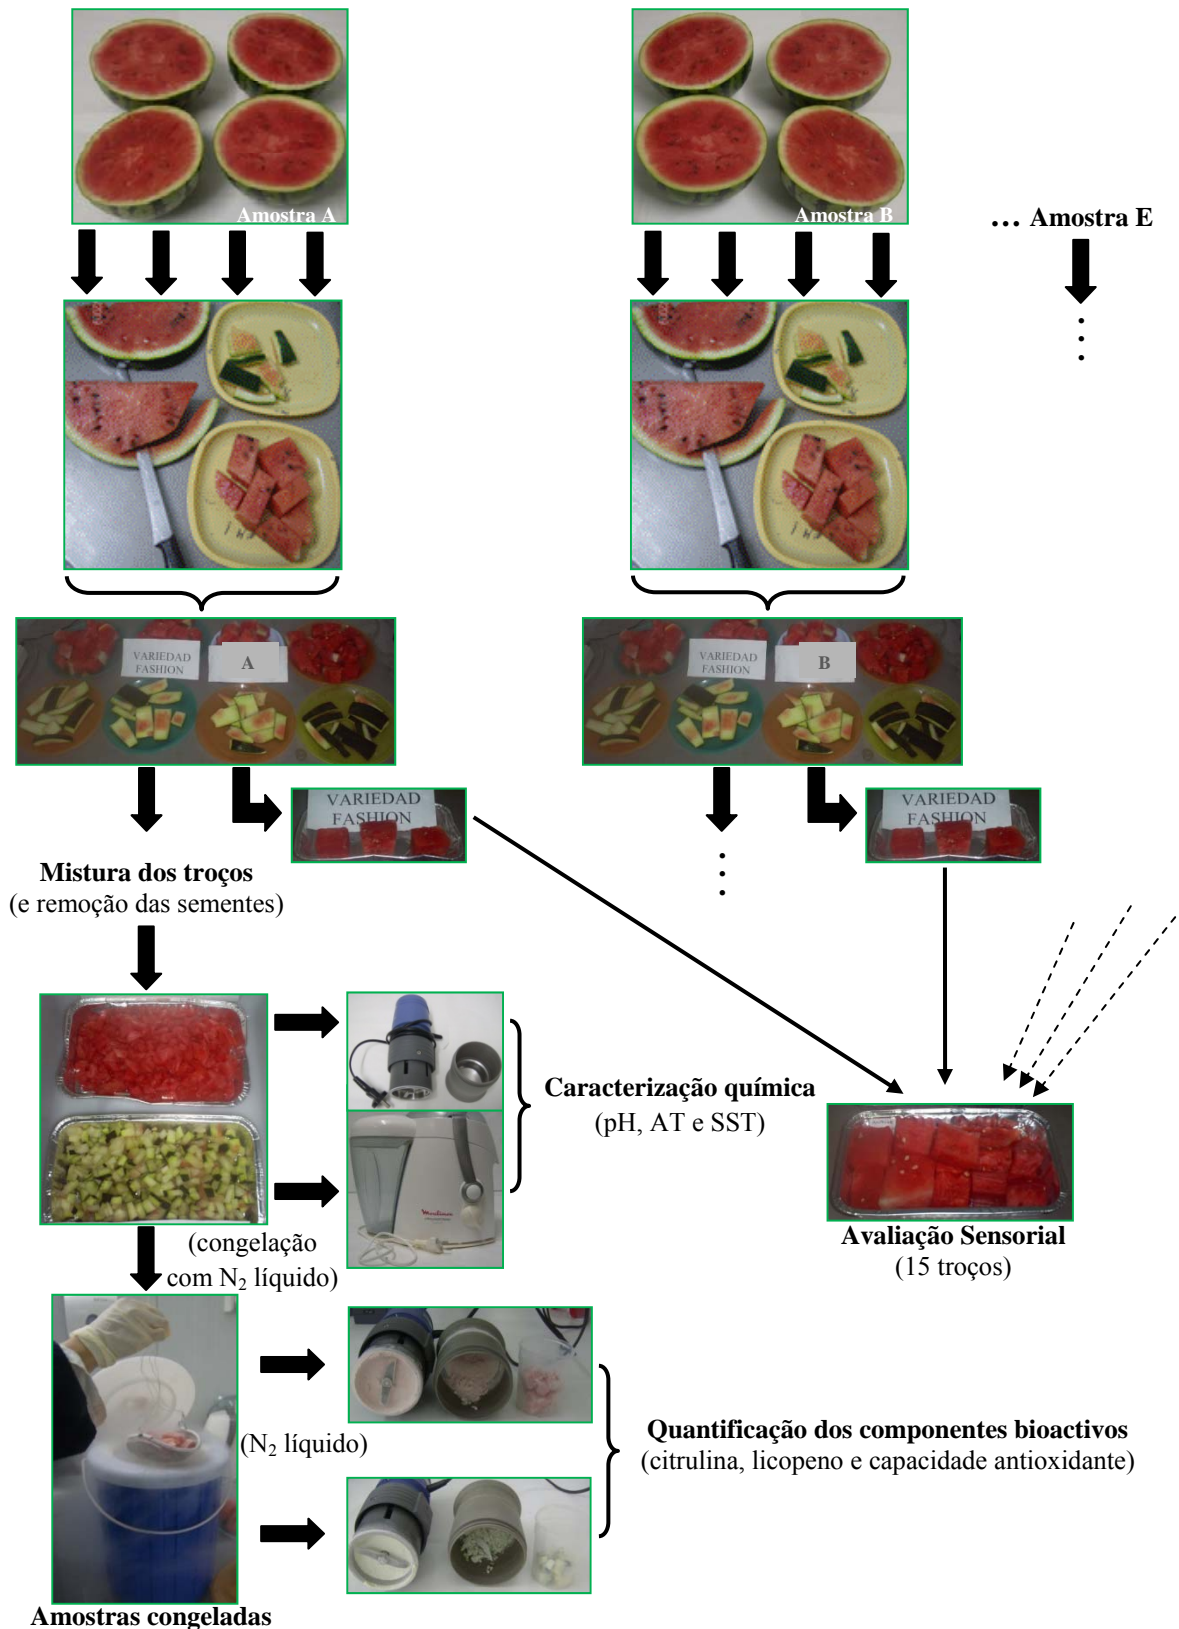 Amostra A
Amostra B
... Amostra E
VARIEDAD
FASHION
A
VARIEDAD
FASHION
B
VARIEDAD
FASHION
VARIEDAD
FASHION
Mistura dos troços
(e remoção das sementes)
Caracterização química
(pH, AT e SST)
Moulinex
Avaliação Sensorial
(15 troços)
(congelação
com N₂ líquido)
(N₂ líquido)
Quantificação dos componentes bioactivos
(citrulina, licopeno e capacidade antioxidante)
Amostras congeladas